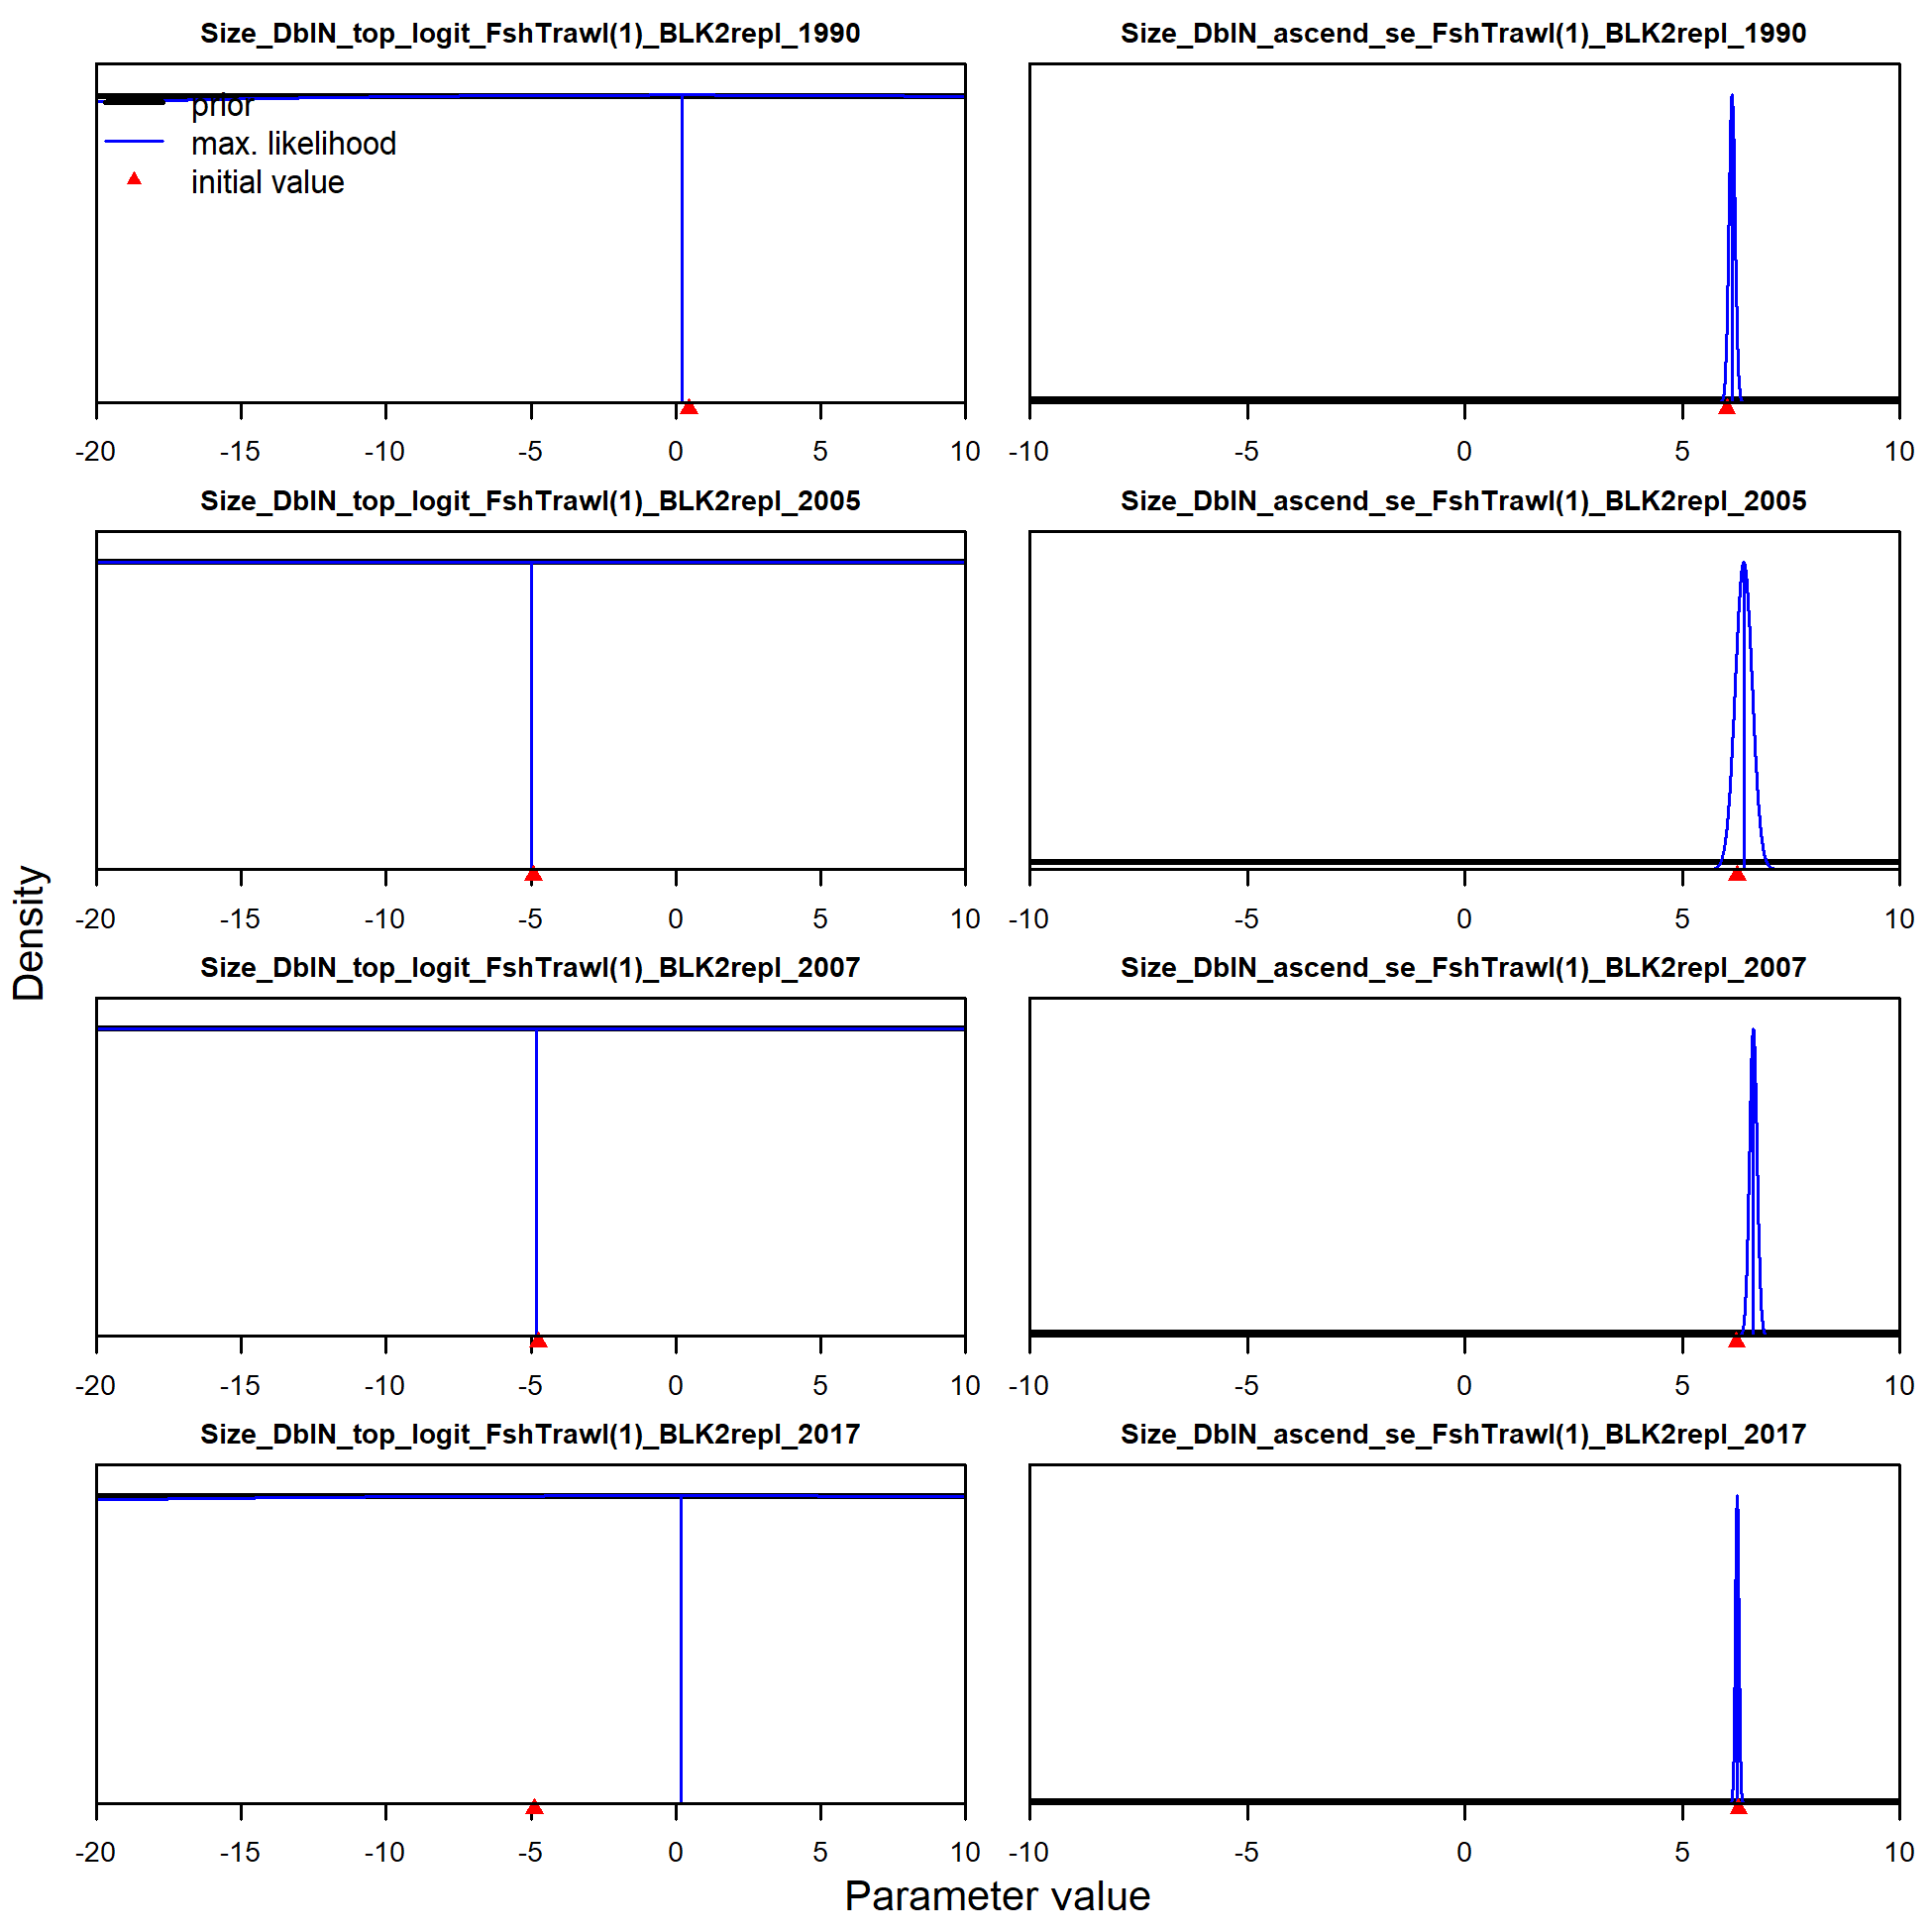 Size_DblN_top_logit_FshTrawl(1)_BLK2repl_1990
Size_DblN_ascend_se_FshTrawl(1)_BLK2repl_1990
prior
max. likelihood
initial value
-20 -15 -10 -5 0 5 10
-10 -5 0 5 10
Size_DblN_top_logit_FshTrawl(1)_BLK2repl_2005
Size_DblN_ascend_se_FshTrawl(1)_BLK2repl_2005
-20 -15 -10 -5 0 5 10
-10 -5 0 5 10
Density
Size_DblN_top_logit_FshTrawl(1)_BLK2repl_2007
Size_DblN_ascend_se_FshTrawl(1)_BLK2repl_2007
-20 -15 -10 -5 0 5 10
-10 -5 0 5 10
Size_DblN_top_logit_FshTrawl(1)_BLK2repl_2017
Size_DblN_ascend_se_FshTrawl(1)_BLK2repl_2017
-20 -15 -10 -5 0 5 10
-10 -5 0 5 10
Parameter value